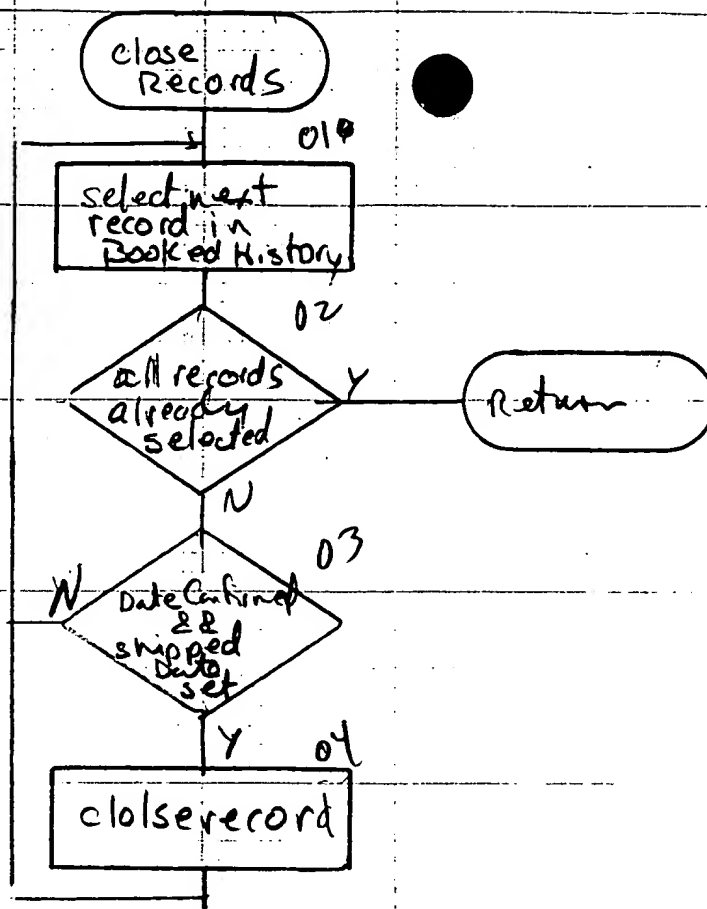 close
Records
01
select next
record in
Booked History
02
all records
already
selected
Y
Return
N
03
N
Date Confirmed
&&
shipped
Date
set
Y
04
clolserecord